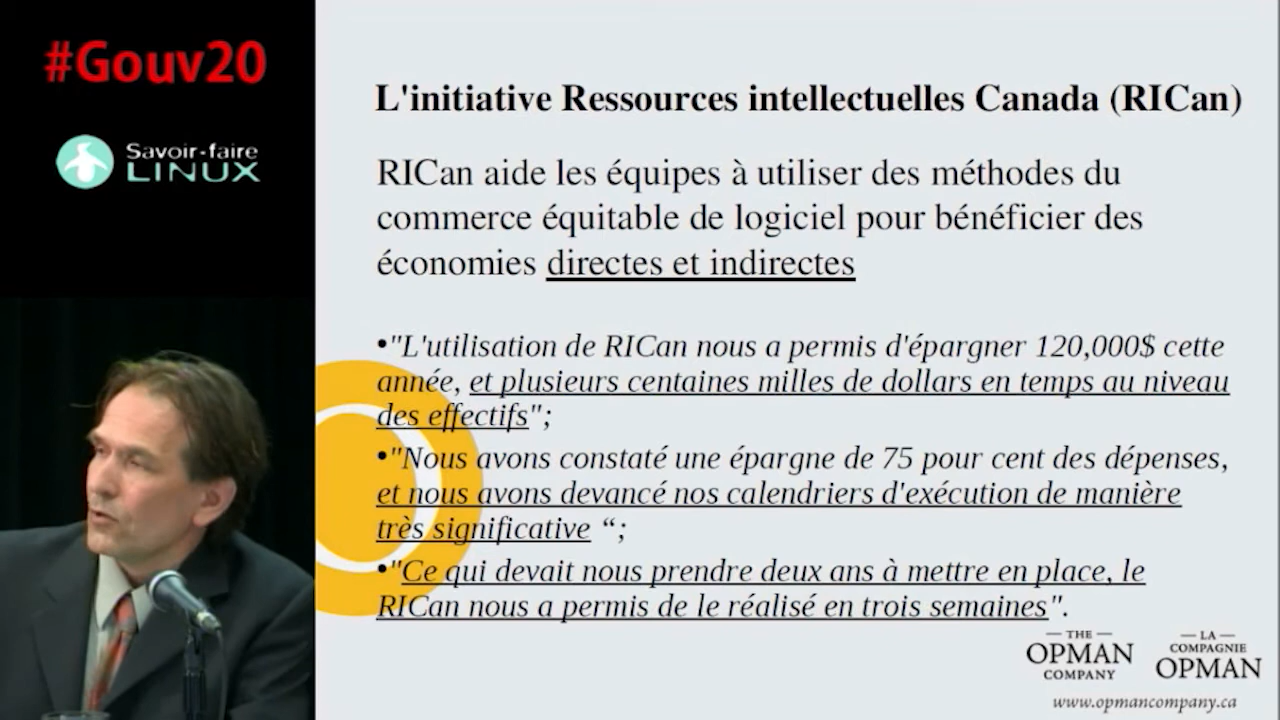 #Gouv20
Savoir-faire
LINUX
L'initiative Ressources intellectuelles Canada (RICan)
RICan aide les équipes à utiliser des méthodes du
commerce équitable de logiciel pour bénéficier des
économies directes et indirectes
•"L'utilisation de RICan nous a permis d'épargner 120,000$ cette
année, et plusieurs centaines milles de dollars en temps au niveau
des effectifs";
•"Nous avons constaté une épargne de 75 pour cent des dépenses,
et nous avons devancé nos calendriers d'exécution de manière
très significative “;
•"Ce qui devait nous prendre deux ans à mettre en place, le
RICan nous a permis de le réalisé en trois semaines".
THE
OPMAN
COMPANY
LA
COMPAGNIE
OPMAN
www.opmancompany.ca